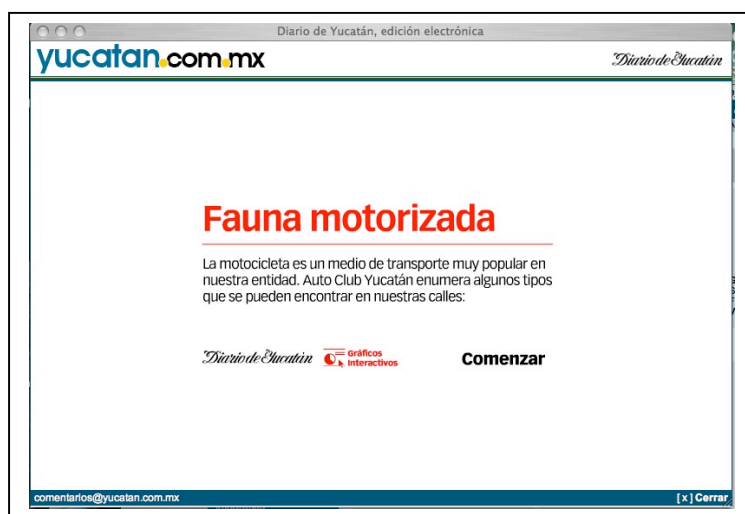 Diario de Yucatán, edición electrónica
yucatan.com.mx
Diario de Yucatán
Fauna motorizada
La motocicleta es un medio de transporte muy popular en
nuestra entidad. Auto Club Yucatán enumera algunos tipos
que se pueden encontrar en nuestras calles:
Diario de Yucatán
Gráficos
Interactivos
Comenzar
comentarios@yucatan.com.mx
[ x ] Cerrar